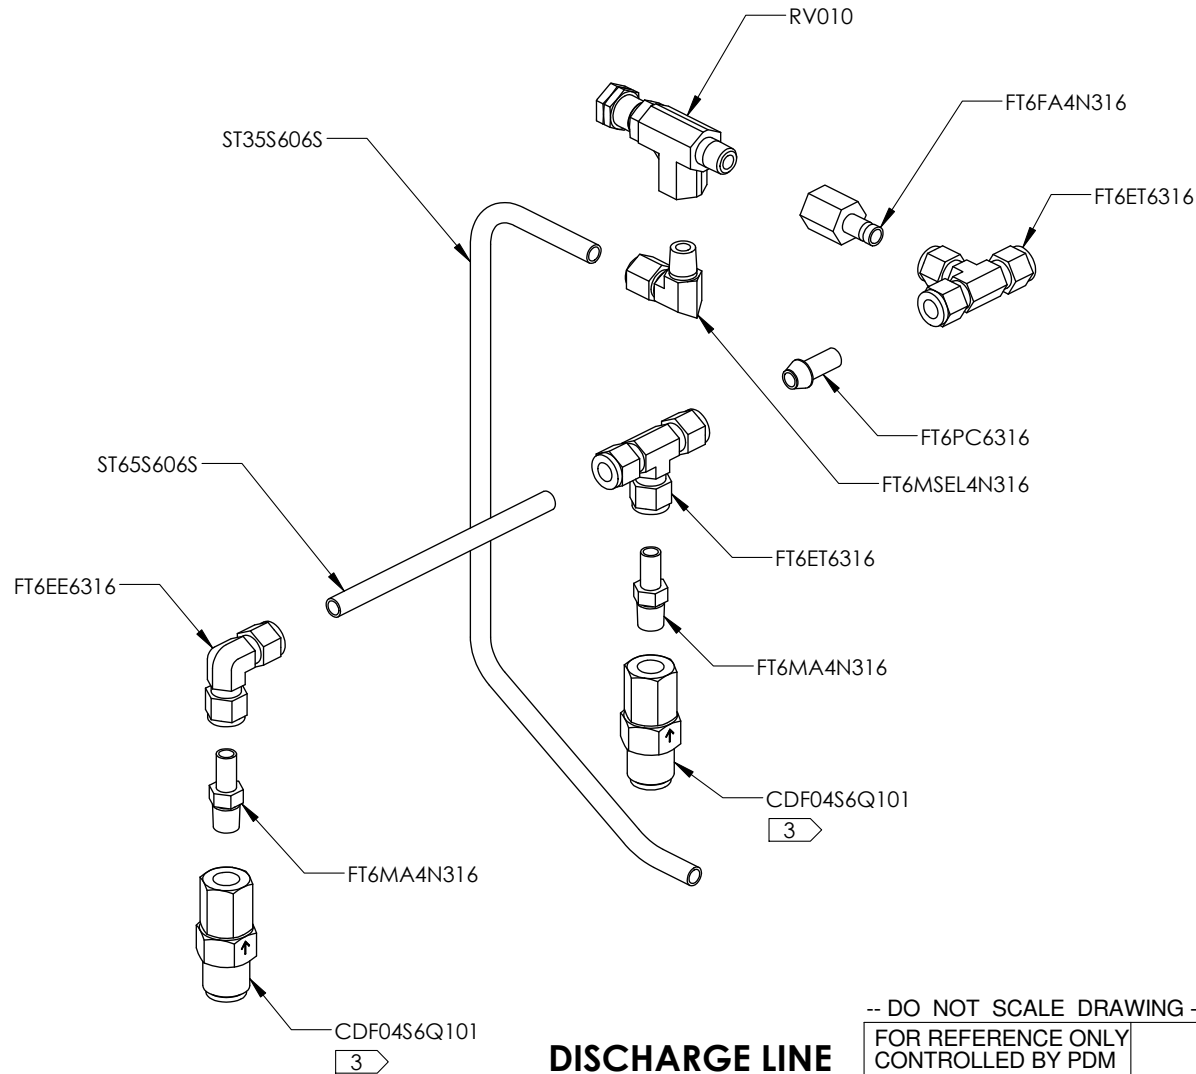 RV010
FT6FA4N316
ST35S606S
FT6ET6316
FT6PC6316
ST65S606S
FT6MSEL4N316
FT6ET6316
FT6EE6316
FT6MA4N316
CDF04S6Q101
3
FT6MA4N316
CDF04S6Q101
3
-- DO NOT SCALE DRAWING -
DISCHARGE LINE
FOR REFERENCE ONLY
CONTROLLED BY PDM